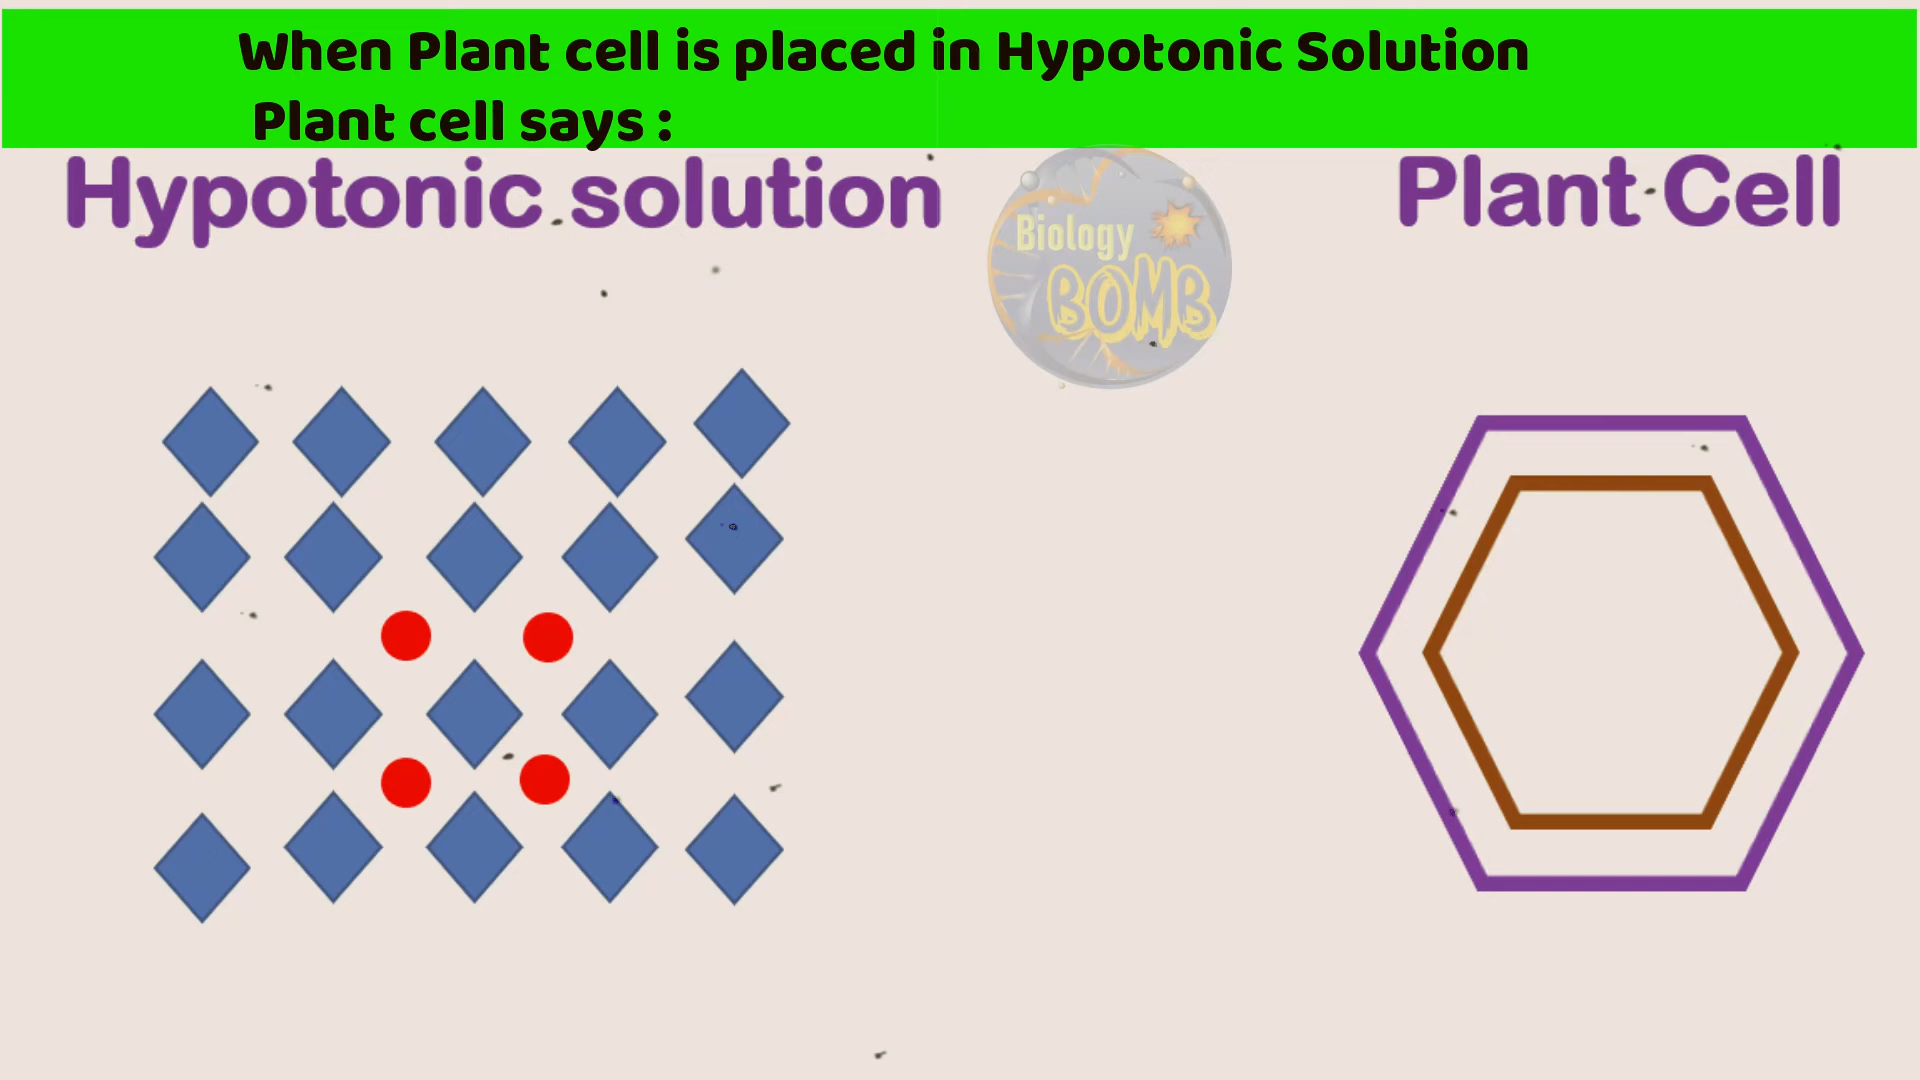 When Plant cell is placed in Hypotonic Solution
Plant cell says :
Hypotonic solution
Plant Cell
Biology
BOMB